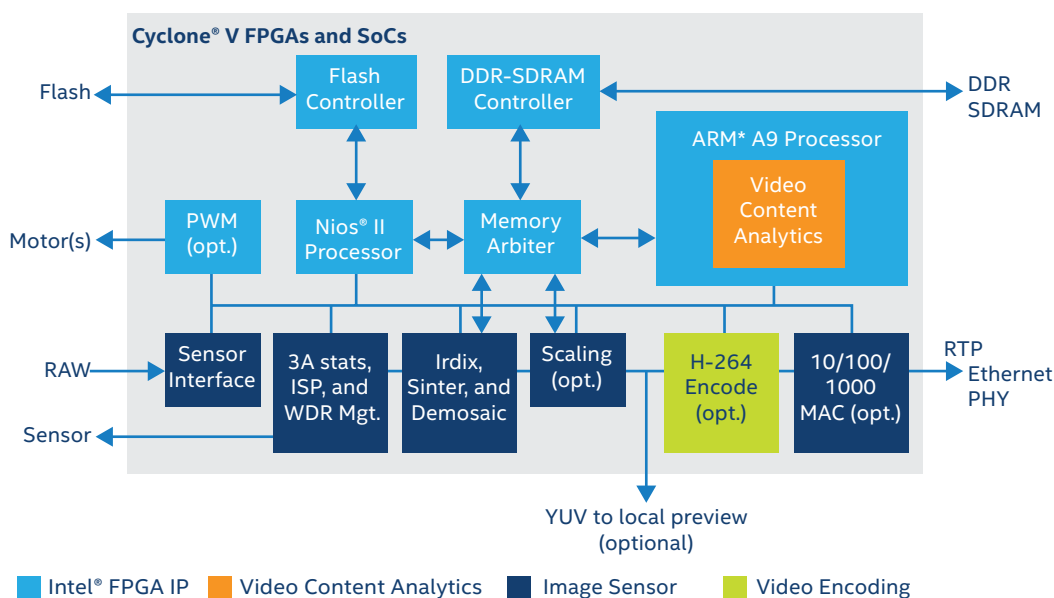 Cyclone® V FPGAs and SoCs
Flash
Flash
Controller
DDR-SDRAM
Controller
DDR
SDRAM
ARM* A9 Processor
Video
Content
Analytics
Motor(s)
PWM
(opt.)
Nios® II
Processor
Memory
Arbiter
RAW
Sensor
Interface
3A stats,
ISP, and
WDR Mgt.
Irdix,
Sinter, and
Demosaic
Scaling
(opt.)
H-264
Encode
(opt.)
10/100/
1000
MAC (opt.)
RTP
Ethernet
PHY
Sensor
YUV to local preview
(optional)
Intel® FPGA IP
Video Content Analytics
Image Sensor
Video Encoding